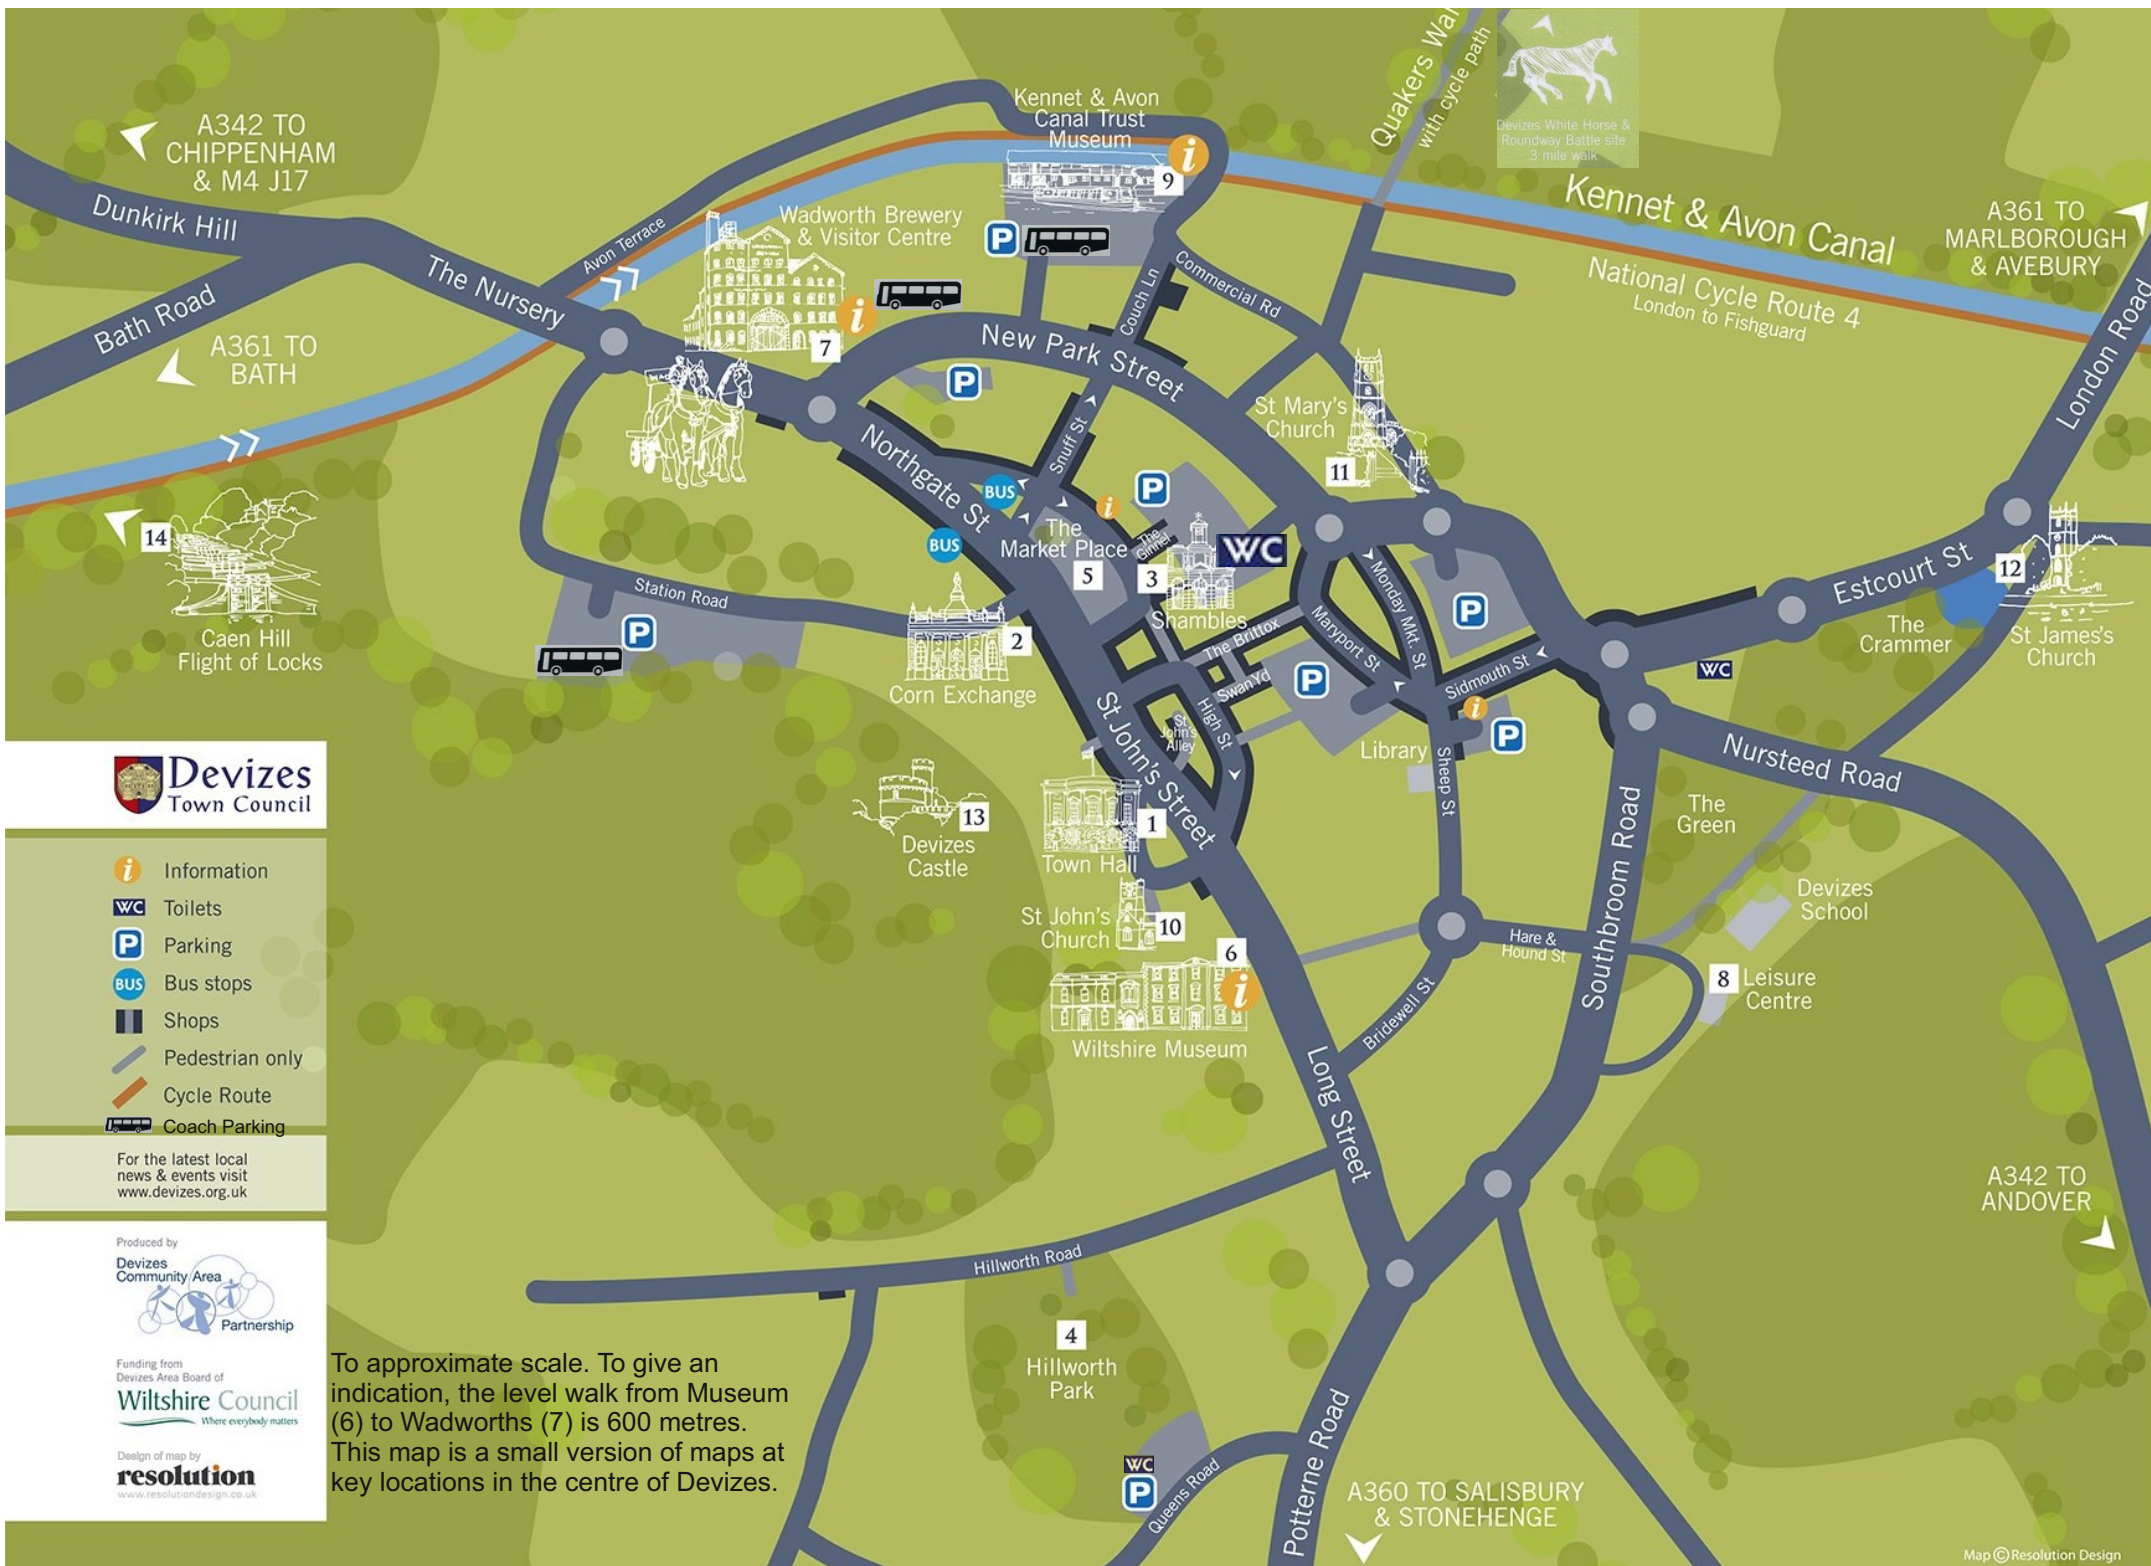 Quakers Wal
with cycle path
Devizes White Horse &
Roundway Battle site
3 mile walk
A342 TO
CHIPPENHAM
& M4 J17
Dunkirk Hill
Bath Road
A361 TO
BATH
The Nursery
Avon Terrace
Kennet & Avon
Canal Trust
Museum
i
9
Wadworth Brewery
& Visitor Centre
P
i
7
Couch Ln
Commercial Rd
Kennet & Avon Canal
National Cycle Route 4
London to Fishguard
A361 TO
MARLBOROUGH
& AVEBURY
London Road
New Park Street
P
St Mary's
Church
11
Northgate St
Snuff St
BUS
BUS
i
P
The
Market Place
5
The
Ginnel
3
WC
Shambles
14
Caen Hill
Flight of Locks
Station Road
P
2
Corn Exchange
The Brittox
Maryport St
Monday Mkt. St
P
Estcourt St
12
The
Crammer
St James's
Church
WC
Swan Yd
P
Sidmouth St
i
P
High St
St
John's
Alley
St John's Street
Library
Sheep St
Nursteed Road
Devizes
Town Council
13
Devizes
Castle
1
Town Hall
The
Green
Southbroom Road
Devizes
School
St John's
Church
10
6
i
Wiltshire Museum
Hare &
Hound St
8
Leisure
Centre
Bridewell St
Long Street
i
Information
WC
Toilets
P
Parking
BUS
Bus stops
Shops
Pedestrian only
Cycle Route
Coach Parking
For the latest local
news & events visit
www.devizes.org.uk
A342 TO
ANDOVER
Hillworth Road
4
Hillworth
Park
Produced by
Devizes
Community Area
Partnership
Funding from
Devizes Area Board of
Wiltshire Council
Where everybody matters
Design of map by
resolution
www.resolutiondesign.co.uk
To approximate scale. To give an
indication, the level walk from Museum
(6) to Wadworths (7) is 600 metres.
This map is a small version of maps at
key locations in the centre of Devizes.
WC
P
Queens Road
Potterne Road
A360 TO SALISBURY
& STONEHENGE
Map © Resolution Design